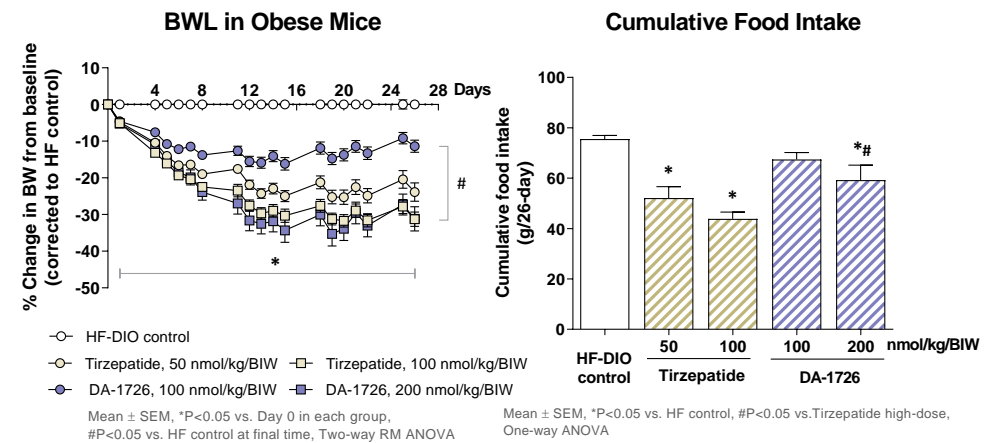 BWL in Obese Mice
% Change in BW from baseline
(corrected to HF control)
10
0
-10
-20
-30
-40
-50
4
8
12
16
20
24
28
Days
#
*
HF-DIO control
Tirzepatide, 50 nmol/kg/BIW
Tirzepatide, 100 nmol/kg/BIW
DA-1726, 100 nmol/kg/BIW
DA-1726, 200 nmol/kg/BIW
Mean ± SEM, *P<0.05 vs. Day 0 in each group,
#P<0.05 vs. HF control at final time, Two-way RM ANOVA
Cumulative Food Intake
Cumulative food intake
(g/26-day)
100
80
60
40
20
0
*
*
*#
HF-DIO
control
50
100
100
200
nmol/kg/BIW
Tirzepatide
DA-1726
Mean ± SEM, *P<0.05 vs. HF control, #P<0.05 vs.Tirzepatide high-dose,
One-way ANOVA